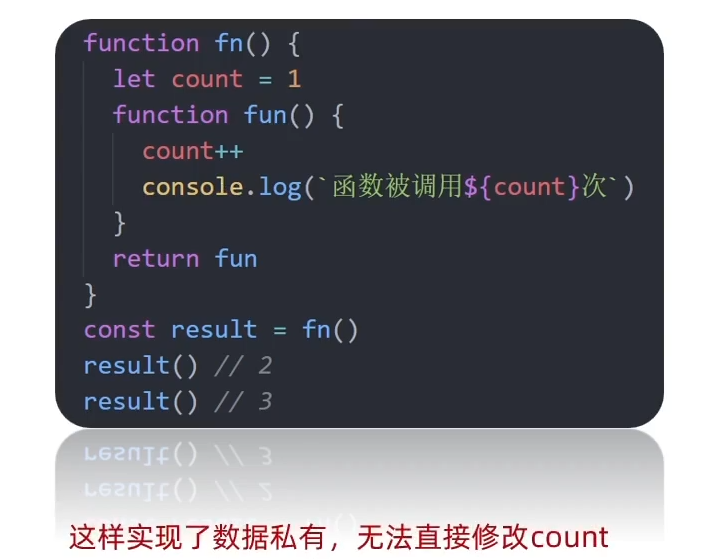 function fn() {
  let count = 1
  function fun() {
    count++
    console.log(`函数被调用${count}次`)
  }
  return fun
}
const result = fn()
result() // 2
result() // 3
这样实现了数据私有，无法直接修改count